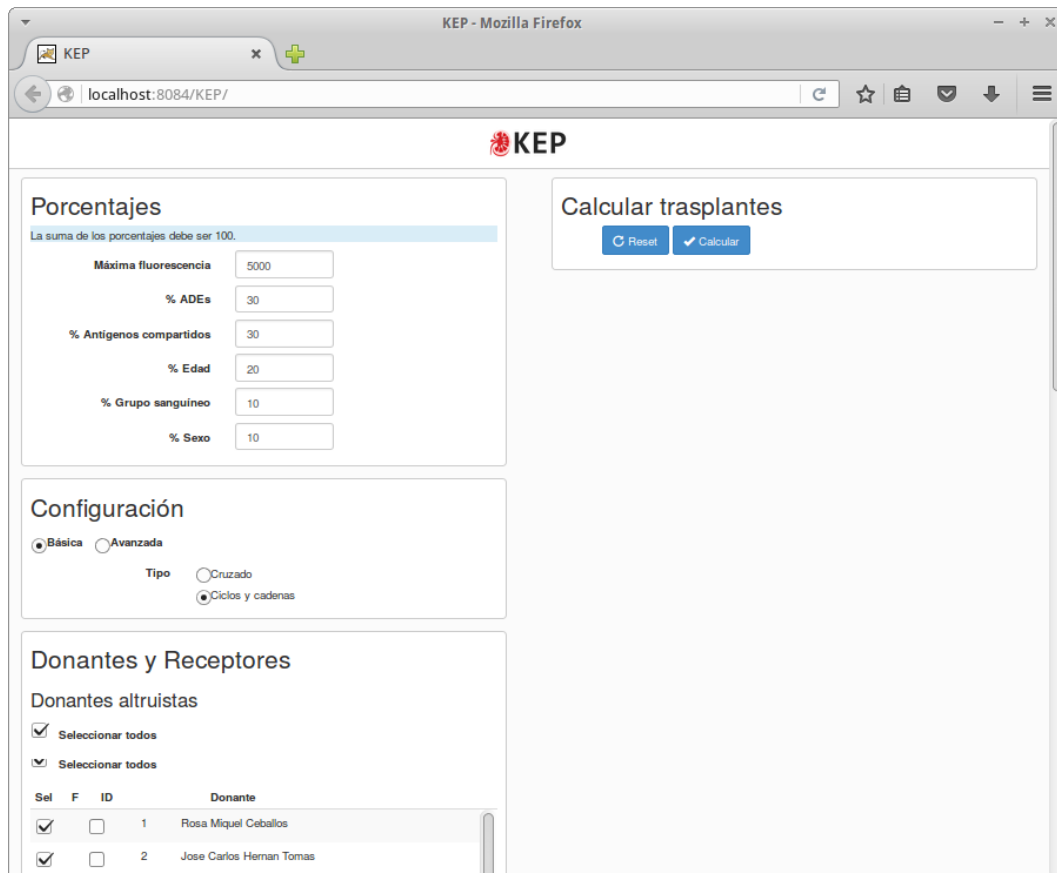 KEP - Mozilla Firefox
KEP
localhost:8084/KEP/
KEP
Porcentajes
La suma de los porcentajes debe ser 100.
Máxima fluorescencia 5000
% ADEs 30
% Antígenos compartidos 30
% Edad 20
% Grupo sanguíneo 10
% Sexo 10
Configuración
Básica Avanzada
Tipo Cruzado
Ciclos y cadenas
Donantes y Receptores
Donantes altruistas
Seleccionar todos
Seleccionar todos
Sel F ID Donante
1 Rosa Miquel Ceballos
2 Jose Carlos Hernan Tomas
Calcular trasplantes
Reset Calcular